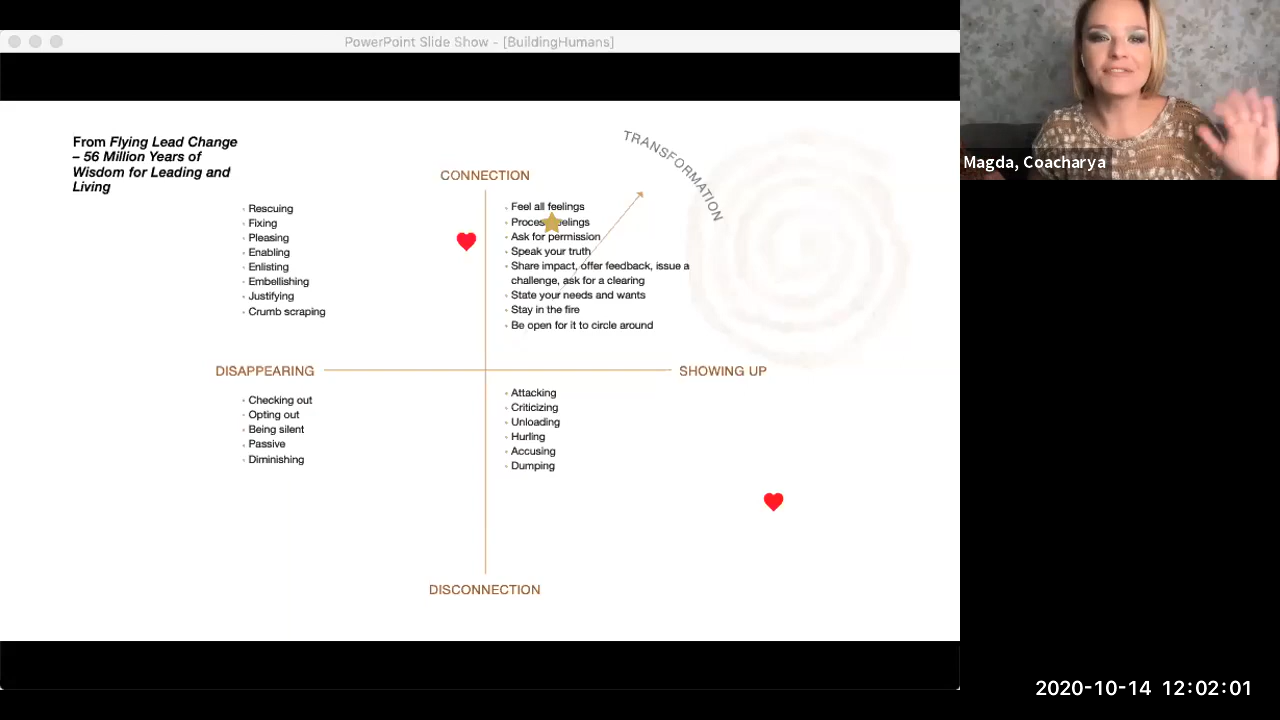 PowerPoint Slide Show - [BuildingHumans]
From Flying Lead Change
– 56 Million Years of
Wisdom for Leading and
Living
TRANSFORMATION
CONNECTION
· Rescuing
· Fixing
· Pleasing
· Enabling
· Enlisting
· Embellishing
· Justifying
· Crumb scraping
· Feel all feelings
· Proces elings
· Ask for permission
· Speak your truth
· Share impact, offer feedback, issue a
challenge, ask for a clearing
· State your needs and wants
· Stay in the fire
· Be open for it to circle around
DISAPPEARING
SHOWING UP
· Checking out
· Opting out
· Being silent
· Passive
· Diminishing
· Attacking
· Criticizing
· Unloading
· Hurling
· Accusing
· Dumping
DISCONNECTION
Magda, Coacharya
2020-10-14 12:02:01